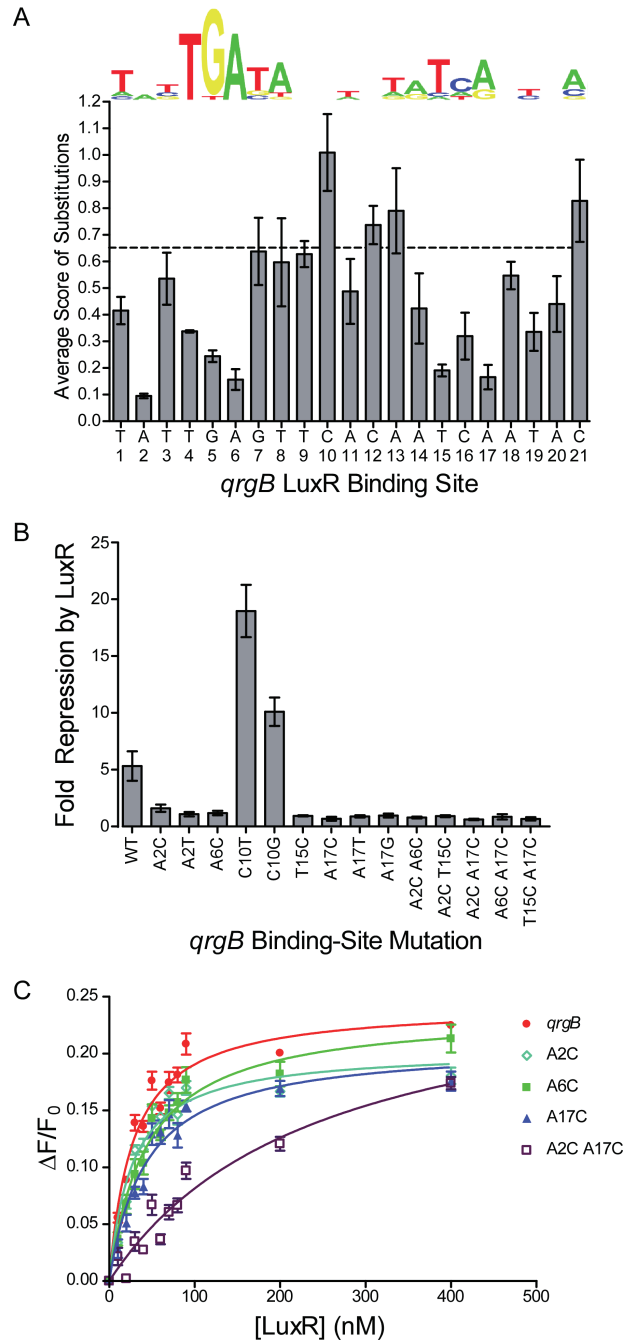 A
1.2
1.1
1.0
0.9
0.8
0.7
0.6
0.5
0.4
0.3
0.2
0.1
0.0
Average Score of Substitutions
T A T T G A G T T C A C A A T C A A T A C
1 2 3 4 5 6 7 8 9 10 11 12 13 14 15 16 17 18 19 20 21
qrgB LuxR Binding Site
B
25
20
15
10
5
0
Fold Repression by LuxR
WT
A2C
A2T
A6C
C10T
C10G
T15C
A17C
A17T
A17G
A2C A6C
A2C T15C
A2C A17C
A6C A17C
T15C A17C
qrgB Binding-Site Mutation
C
0.25
0.20
0.15
0.10
0.05
0.00
ΔF/F0
0 100 200 300 400 500
[LuxR] (nM)
qrgB
A2C
A6C
A17C
A2C A17C